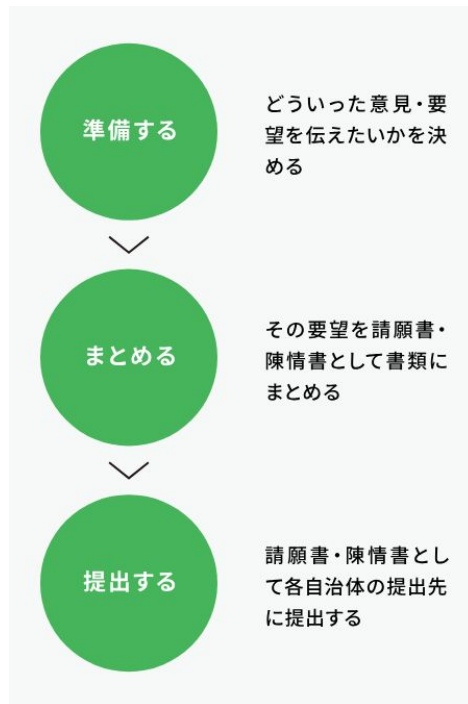 準備する
どういった意見・要
望を伝えたいかを決
める
まとめる
その要望を請願書・
陳情書として書類に
まとめる
提出する
請願書・陳情書とし
て各自治体の提出先
に提出する